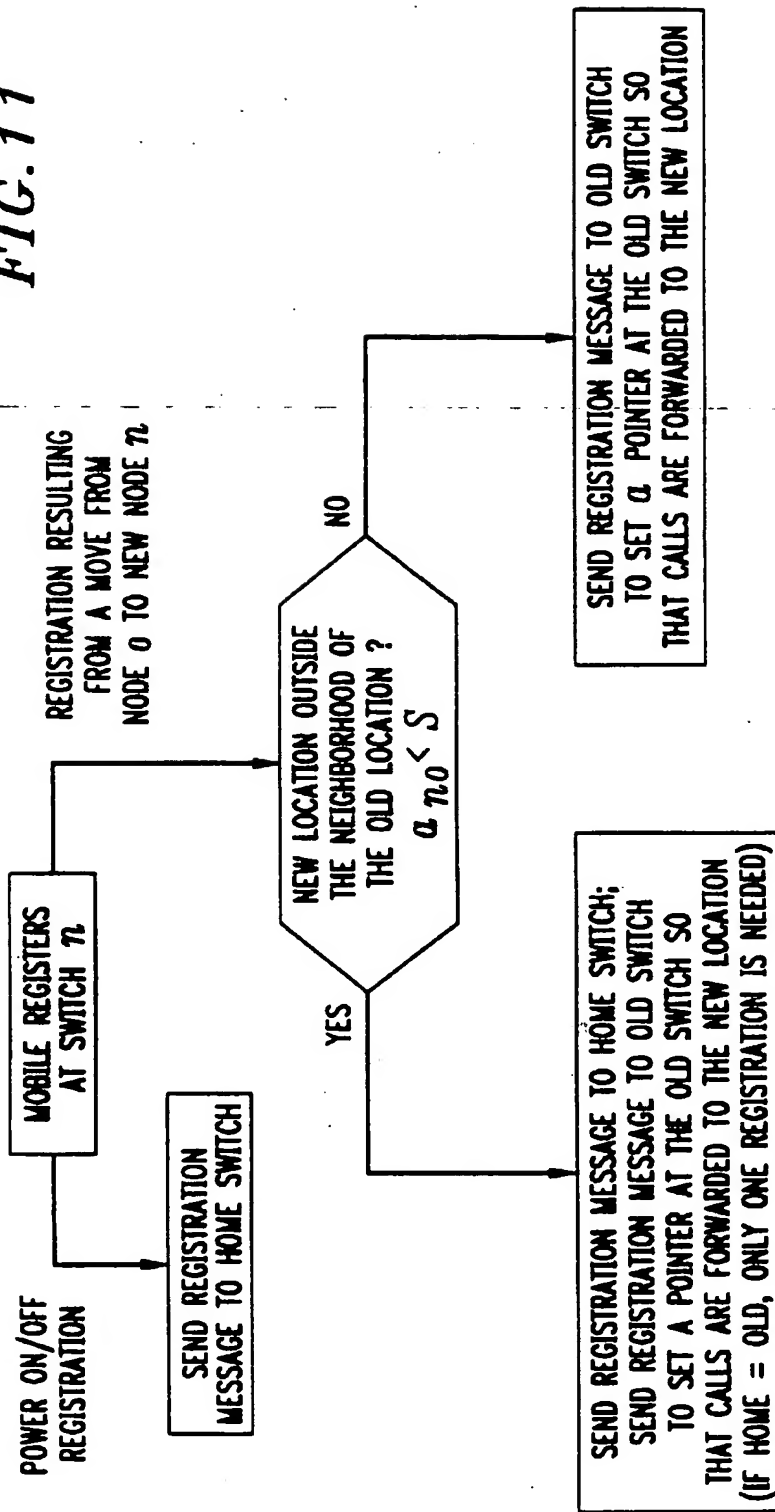 FIG. 11
MOBILE REGISTERS
AT SWITCH n
POWER ON/OFF
REGISTRATION
SEND REGISTRATION
MESSAGE TO HOME SWITCH
REGISTRATION RESULTING
FROM A MOVE FROM
NODE o TO NEW NODE n
NEW LOCATION OUTSIDE
THE NEIGHBORHOOD OF
THE OLD LOCATION ?
a no < S
YES
NO
SEND REGISTRATION MESSAGE TO HOME SWITCH;
SEND REGISTRATION MESSAGE TO OLD SWITCH
TO SET A POINTER AT THE OLD SWITCH SO
THAT CALLS ARE FORWARDED TO THE NEW LOCATION
(IF HOME = OLD, ONLY ONE REGISTRATION IS NEEDED)
SEND REGISTRATION MESSAGE TO OLD SWITCH
TO SET a POINTER AT THE OLD SWITCH SO
THAT CALLS ARE FORWARDED TO THE NEW LOCATION